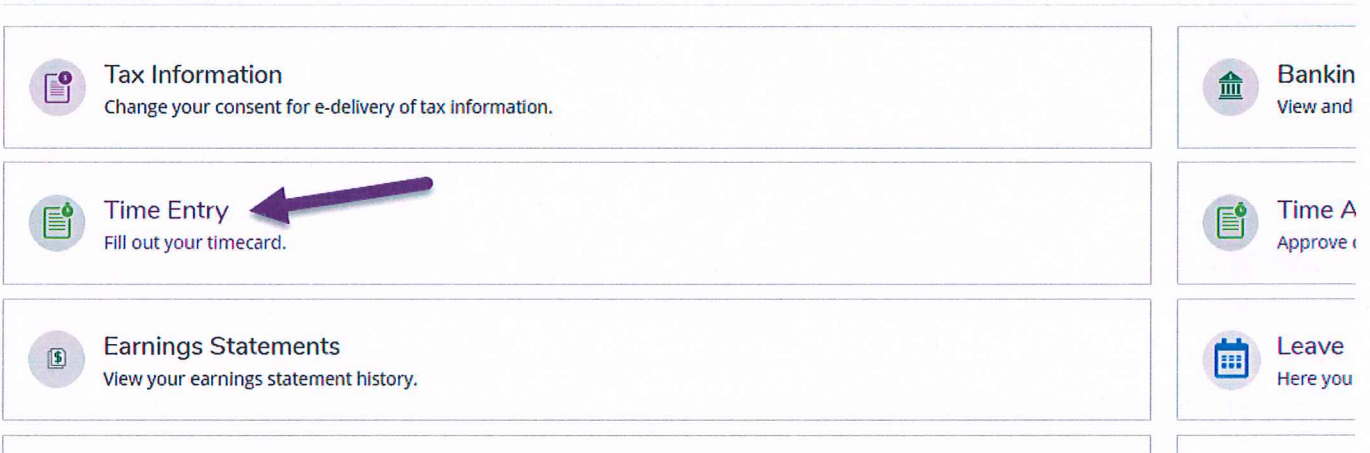 Tax Information
Change your consent for e-delivery of tax information.
Time Entry
Fill out your timecard.
Earnings Statements
View your earnings statement history.
Bankin
View and
Time A
Approve
Leave
Here you